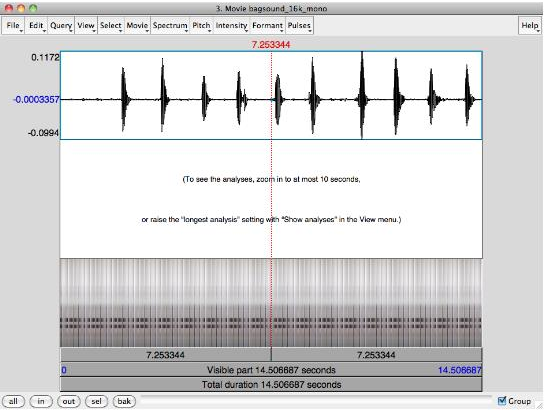 3. Movie bagsound_16k_mono
File Edit Query View Select Movie Spectrum Pitch Intensity Formant Pulses Help
7.253344
0.1172
-0.0003357
-0.0994
(To see the analyses, zoom in to at most 10 seconds,
or raise the "longest analysis" setting with "Show analyses" in the View menu.)
7.253344 7.253344
0 Visible part 14.506687 seconds 14.506687
Total duration 14.506687 seconds
all in out sel bak Group